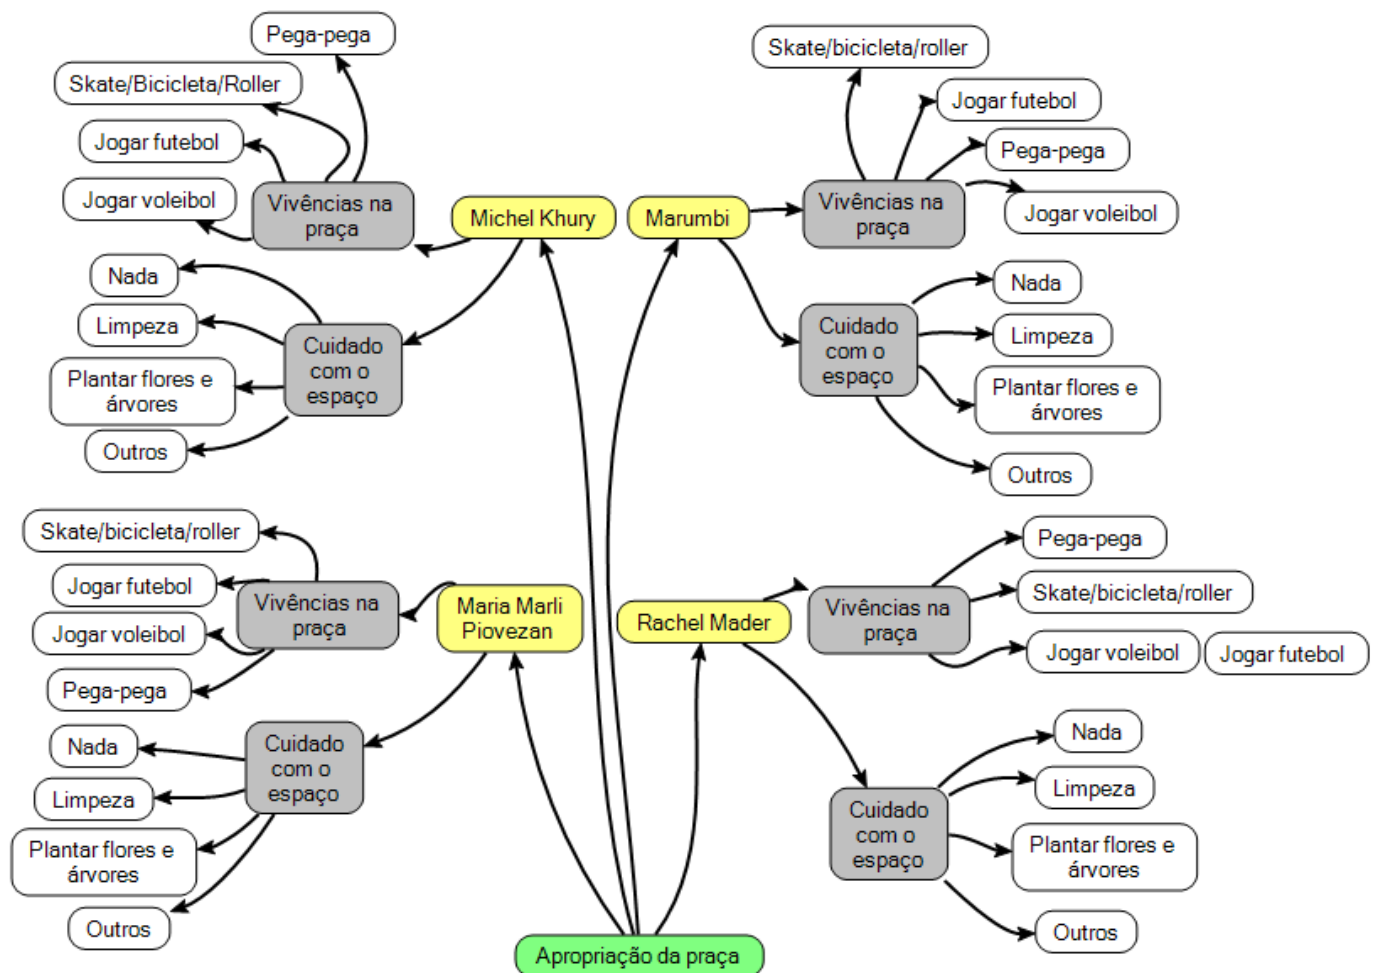 Pega-pega
Skate/Bicicleta/Roller
Jogar futebol
Jogar voleibol
Vivências na
praça
Michel Khury
Nada
Limpeza
Plantar flores e
árvores
Outros
Cuidado
com o
espaço
Skate/bicicleta/roller
Jogar futebol
Pega-pega
Jogar voleibol
Vivências na
praça
Marumbi
Nada
Limpeza
Plantar flores e
árvores
Outros
Cuidado
com o
espaço
Skate/bicicleta/roller
Jogar futebol
Jogar voleibol
Pega-pega
Vivências na
praça
Maria Marli
Piovezan
Nada
Limpeza
Plantar flores e
árvores
Outros
Cuidado
com o
espaço
Pega-pega
Skate/bicicleta/roller
Jogar voleibol
Jogar futebol
Vivências na
praça
Rachel Mader
Nada
Limpeza
Plantar flores e
árvores
Outros
Cuidado
com o
espaço
Apropriação da praça